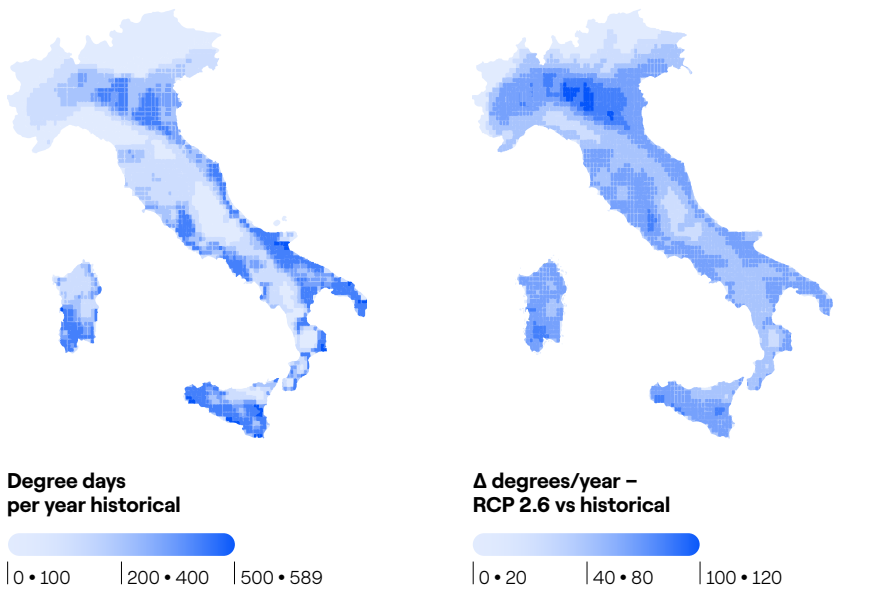 Degree days
per year historical
0 • 100
200 • 400
500 • 589
Δ degrees/year –
RCP 2.6 vs historical
0 • 20
40 • 80
100 • 120